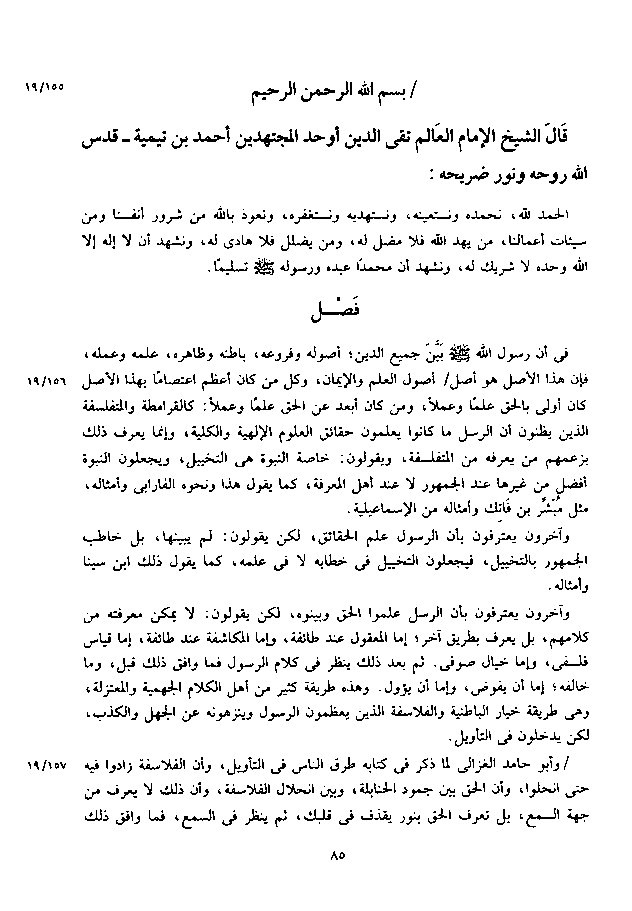 ١٩/١٥٥
/ بسم الله الرحمن الرحيم
قَالَ الشيخ الإمام العَالم تقى الدين أوحد المجتهدين أحمد بن تيمية ـ قدس
الله روحه ونور ضريحه :
الحمد لله، نحمده ونستعينه، ونستهديه ونستغفره، ونعوذ بالله من شرور أنفسنا ومن
سيئات أعمالنا، من يهد الله فلا مضل له، ومن يضلل فلا هادى له، ونشهد أن لا إله إلا
الله وحده لا شريك له، ونشهد أن محمدًا عبده ورسوله ﷺ تسليمًا.
فَصْــل
فى أن رسول الله ﷺ بَيَّنَ جميع الدين؛ أصوله وفروعه، باطنه وظاهره، علمه وعمله،
١٩/١٥٦ فإن هذا الأصل هو أصل/ أصول العلم والإيمان، وكل من كان أعظم اعتصامًا بهذا الأصل
كان أولى بالحق علمًا وعملاً، ومن كان أبعد عن الحق علمًا وعملاً: كالقرامطة والمتفلسفة
الذين يظنون أن الرسل ما كانوا يعلمون حقائق العلوم الإلهية والكلية، وإنما يعرف ذلك
بزعمهم من يعرفه من المتفلسفة، ويقولون: خاصة النبوة هى التخييل، ويجعلون النبوة
أفضل من غيرها عند الجمهور لا عند أهل المعرفة، كما يقول هذا ونحوه الفارابى وأمثاله،
مثل مُبَشِّر بن فَاتِك وأمثاله من الإسماعيلية.
وآخرون يعترفون بأن الرسول علم الحقائق، لكن يقولون: لم يبينها، بل خاطب
الجمهور بالتخييل، فيجعلون التخييل فى خطابه لا فى علمه، كما يقول ذلك ابن سينا
وأمثاله.
وآخرون يعترفون بأن الرسل علموا الحق وبينوه، لكن يقولون: لا يمكن معرفته من
كلامهم، بل يعرف بطريق آخر؛ إما المعقول عند طائفة، وإما المكاشفة عند طائفة، إما قياس
فلسفى، وإما خيال صوفى. ثم بعد ذلك ينظر فى كلام الرسول فما وافق ذلك قبل، وما
خالفه؛ إما أن يفوض، وإما أن يؤول. وهذه طريقة كثير من أهل الكلام الجهمية والمعتزلة،
وهى طريقة خيار الباطنية والفلاسفة الذين يعظمون الرسول وينزهونه عن الجهل والكذب،
لكن يدخلون فى التأويل.
١٩/١٥٧ / وأبو حامد الغزالى لما ذكر فى كتابه طرق الناس فى التأويل، وأن الفلاسفة زادوا فيه
حتى انحلوا، وأن الحق بين جمود الحنابلة، وبين انحلال الفلاسفة، وأن ذلك لا يعرف من
جهة السمع، بل تعرف الحق بنور يقذف فى قلبك، ثم ينظر فى السمع، فما وافق ذلك
٨٥